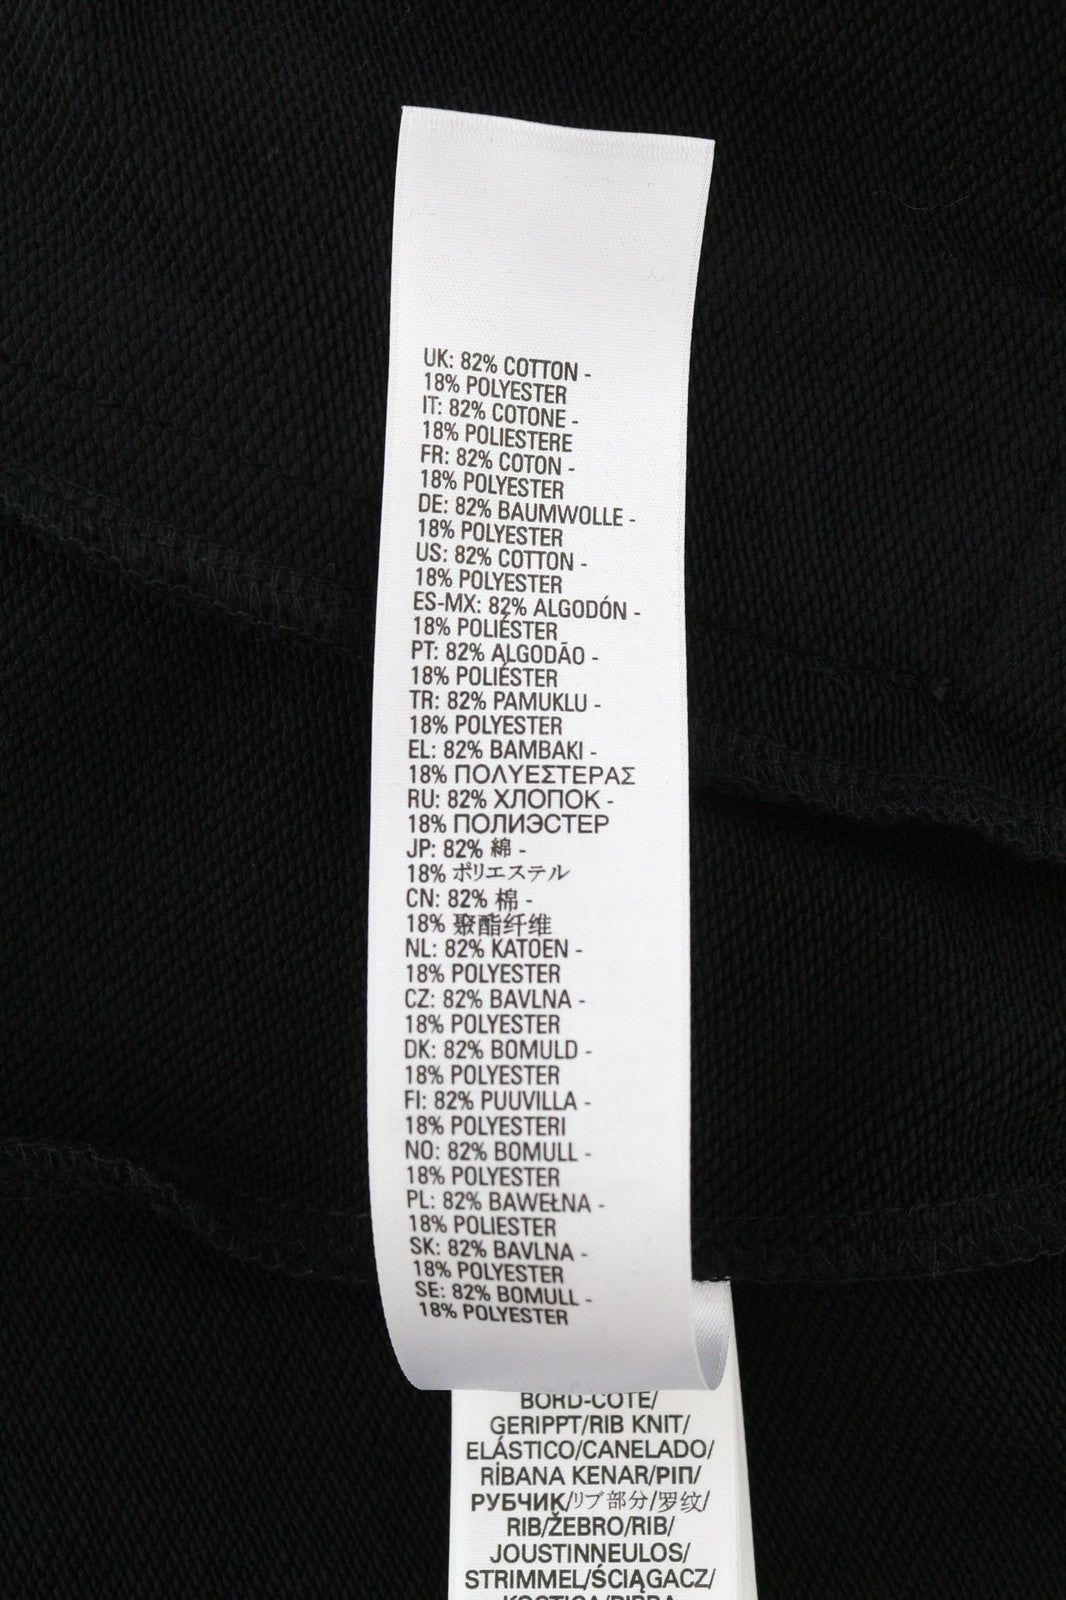 UK: 82% COTTON -
18% POLYESTER
IT: 82% COTONE -
18% POLIESTERE
FR: 82% COTON -
18% POLYESTER
DE: 82% BAUMWOLLE -
18% POLYESTER
US: 82% COTTON -
18% POLYESTER
ES-MX: 82% ALGODÓN -
18% POLIÉSTER
PT: 82% ALGODÃO -
18% POLIÉSTER
TR: 82% PAMUKLU -
18% POLYESTER
EL: 82% BAMBAKI -
18% ΠΟΛΥΕΣΤΕΡΑΣ
RU: 82% ХЛОПОК -
18% ПОЛИЭСТЕР
JP: 82% 綿 -
18% ポリエステル
CN: 82% 棉 -
18% 聚酯纤维
NL: 82% KATOEN -
18% POLYESTER
CZ: 82% BAVLNA -
18% POLYESTER
DK: 82% BOMULD -
18% POLYESTER
FI: 82% PUUVILLA -
18% POLYESTERI
NO: 82% BOMULL -
18% POLYESTER
PL: 82% BAWEŁNA -
18% POLIESTER
SK: 82% BAVLNA -
18% POLYESTER
SE: 82% BOMULL -
18% POLYESTER
BORD-COTE/
GERIPPT/RIB KNIT/
ELÁSTICO/CANELADO/
RİBANA KENAR/ΡΙΠ/
РУБЧИК/リブ部分/罗纹/
RIB/ŽEBRO/RIB/
JOUSTINNEULOS/
STRIMMEL/ŚCIĄGACZ/